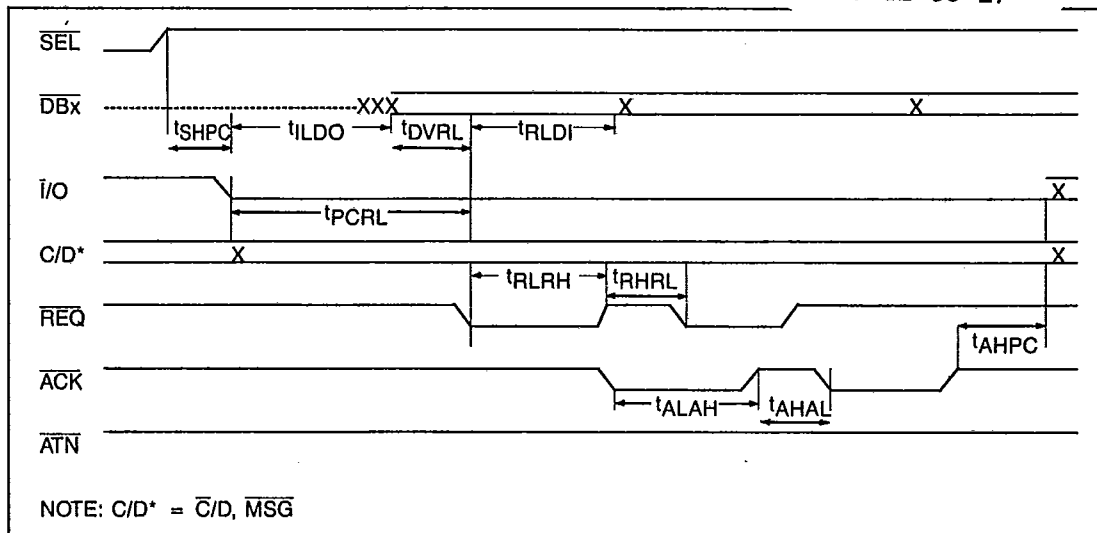 SEL
DBx XXX X X
tSHPC tILDO tDVRL tRLDI
I/O X
tPCRL
C/D* X X
tRLRH tRHRL
REQ
tAHPC
ACK
tALAH tAHAL
ATN
NOTE: C/D* = C/D, MSG